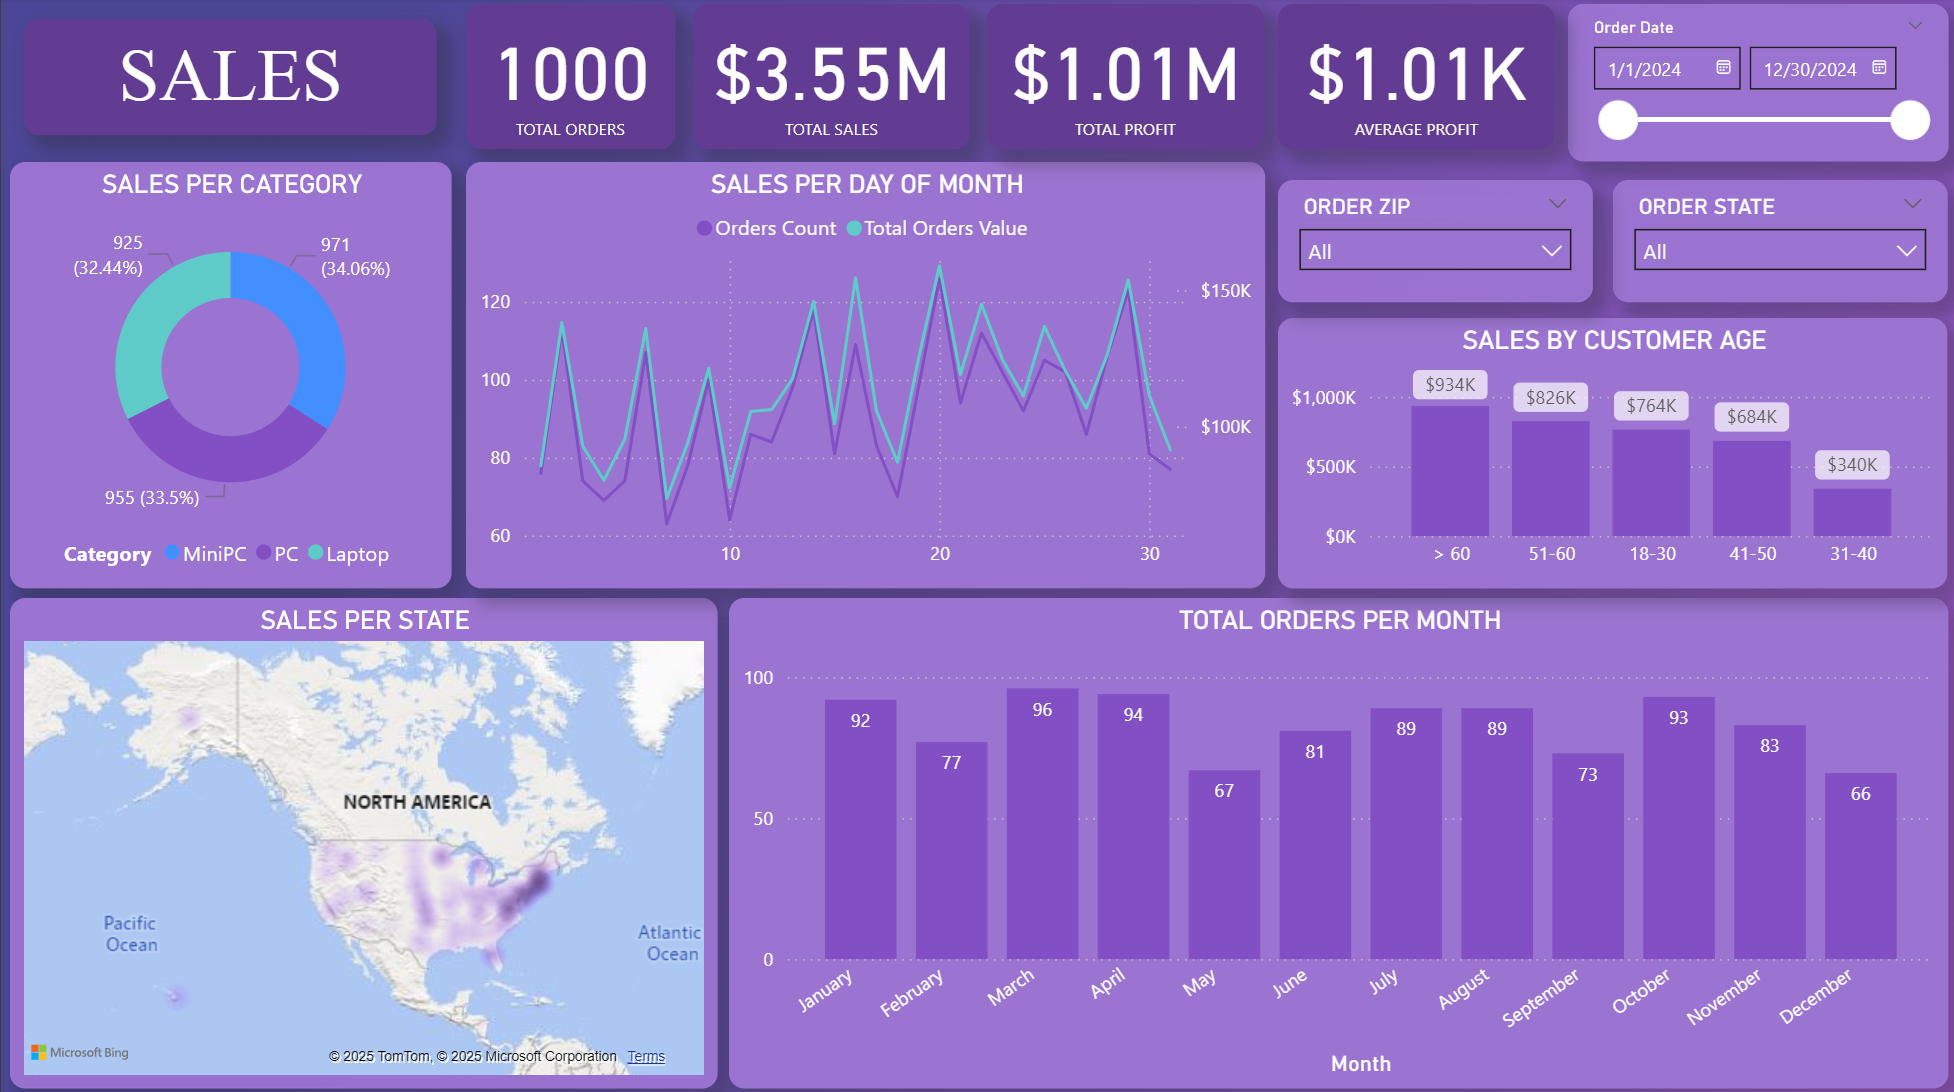 SALES
1000
TOTAL ORDERS
$3.55M
TOTAL SALES
$1.01M
TOTAL PROFIT
$1.01K
AVERAGE PROFIT
Order Date
1/1/2024
12/30/2024
SALES PER CATEGORY
925
(32.44%)
971
(34.06%)
955 (33.5%)
Category MiniPC PC Laptop
SALES PER DAY OF MONTH
Orders Count Total Orders Value
120
100
80
60
$150K
$100K
10 20 30
ORDER ZIP
All
ORDER STATE
All
SALES BY CUSTOMER AGE
$1,000K
$500K
$0K
$934K
$826K
$764K
$684K
$340K
> 60 51-60 18-30 41-50 31-40
SALES PER STATE
NORTH AMERICA
Pacific
Ocean
Atlantic
Ocean
Microsoft Bing
© 2025 TomTom, © 2025 Microsoft Corporation Terms
TOTAL ORDERS PER MONTH
100
50
0
92
77
96
94
67
81
89
89
73
93
83
66
January
February
March
April
May
June
July
August
September
October
November
December
Month